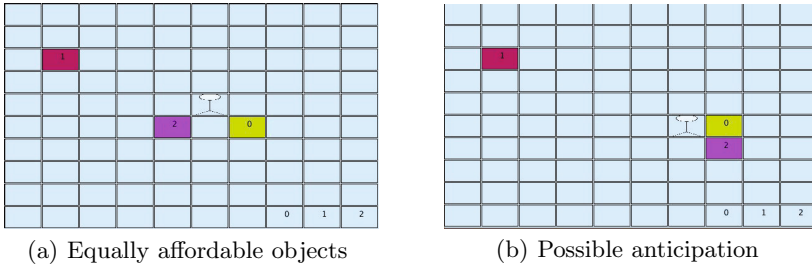 1
2 0
0 1 2
(a) Equally affordable objects
1
0
2
0 1 2
(b) Possible anticipation